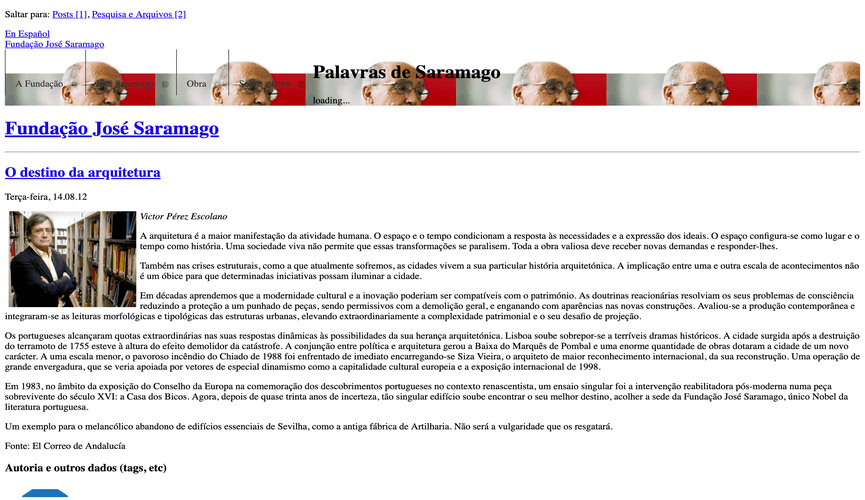 Saltar para: Posts [1], Pesquisa e Arquivos [2]
En Español
Fundação José Saramago
A Fundação
Obra
Palavras de Saramago
loading...
Fundação José Saramago
O destino da arquitetura
Terça-feira, 14.08.12
Victor Pérez Escolano
A arquitetura é a maior manifestação da atividade humana. O espaço e o tempo condicionam a resposta às necessidades e a expressão dos ideais. O espaço configura-se como lugar e o
tempo como história. Uma sociedade viva não permite que essas transformações se paralisem. Toda a obra valiosa deve receber novas demandas e responder-lhes.
Também nas crises estruturais, como a que atualmente sofremos, as cidades vivem a sua particular história arquitetónica. A implicação entre uma e outra escala de acontecimentos não
é um óbice para que determinadas iniciativas possam iluminar a cidade.
Em décadas aprendemos que a modernidade cultural e a inovação poderiam ser compatíveis com o património. As doutrinas reacionárias resolviam os seus problemas de consciência
reduzindo a proteção a um punhado de peças, sendo permissivos com a demolição geral, e enganando com aparências nas novas construções. Avaliou-se a produção contemporânea e
integraram-se as leituras morfológicas e tipológicas das estruturas urbanas, elevando extraordinariamente a complexidade patrimonial e o seu desafio de projeção.
Os portugueses alcançaram quotas extraordinárias nas suas respostas dinâmicas às possibilidades da sua herança arquitetónica. Lisboa soube sobrepor-se a terríveis dramas históricos. A cidade surgida após a destruição
do terramoto de 1755 esteve à altura do efeito demolidor da catástrofe. A conjunção entre política e arquitetura gerou a Baixa do Marquês de Pombal e uma enorme quantidade de obras dotaram a cidade de um novo
carácter. A uma escala menor, o pavoroso incêndio do Chiado de 1988 foi enfrentado de imediato encarregando-se Siza Vieira, o arquiteto de maior reconhecimento internacional, da sua reconstrução. Uma operação de
grande envergadura, que se veria apoiada por vetores de especial dinamismo como a capitalidade cultural europeia e a exposição internacional de 1998.
Em 1983, no âmbito da exposição do Conselho da Europa na comemoração dos descobrimentos portugueses no contexto renascentista, um ensaio singular foi a intervenção reabilitadora pós-moderna numa peça
sobrevivente do século XVI: a Casa dos Bicos. Agora, depois de quase trinta anos de incerteza, tão singular edifício soube encontrar o seu melhor destino, acolher a sede da Fundação José Saramago, único Nobel da
literatura portuguesa.
Um exemplo para o melancólico abandono de edifícios essenciais de Sevilha, como a antiga fábrica de Artilharia. Não será a vulgaridade que os resgatará.
Fonte: El Correo de Andalucía
Autoria e outros dados (tags, etc)